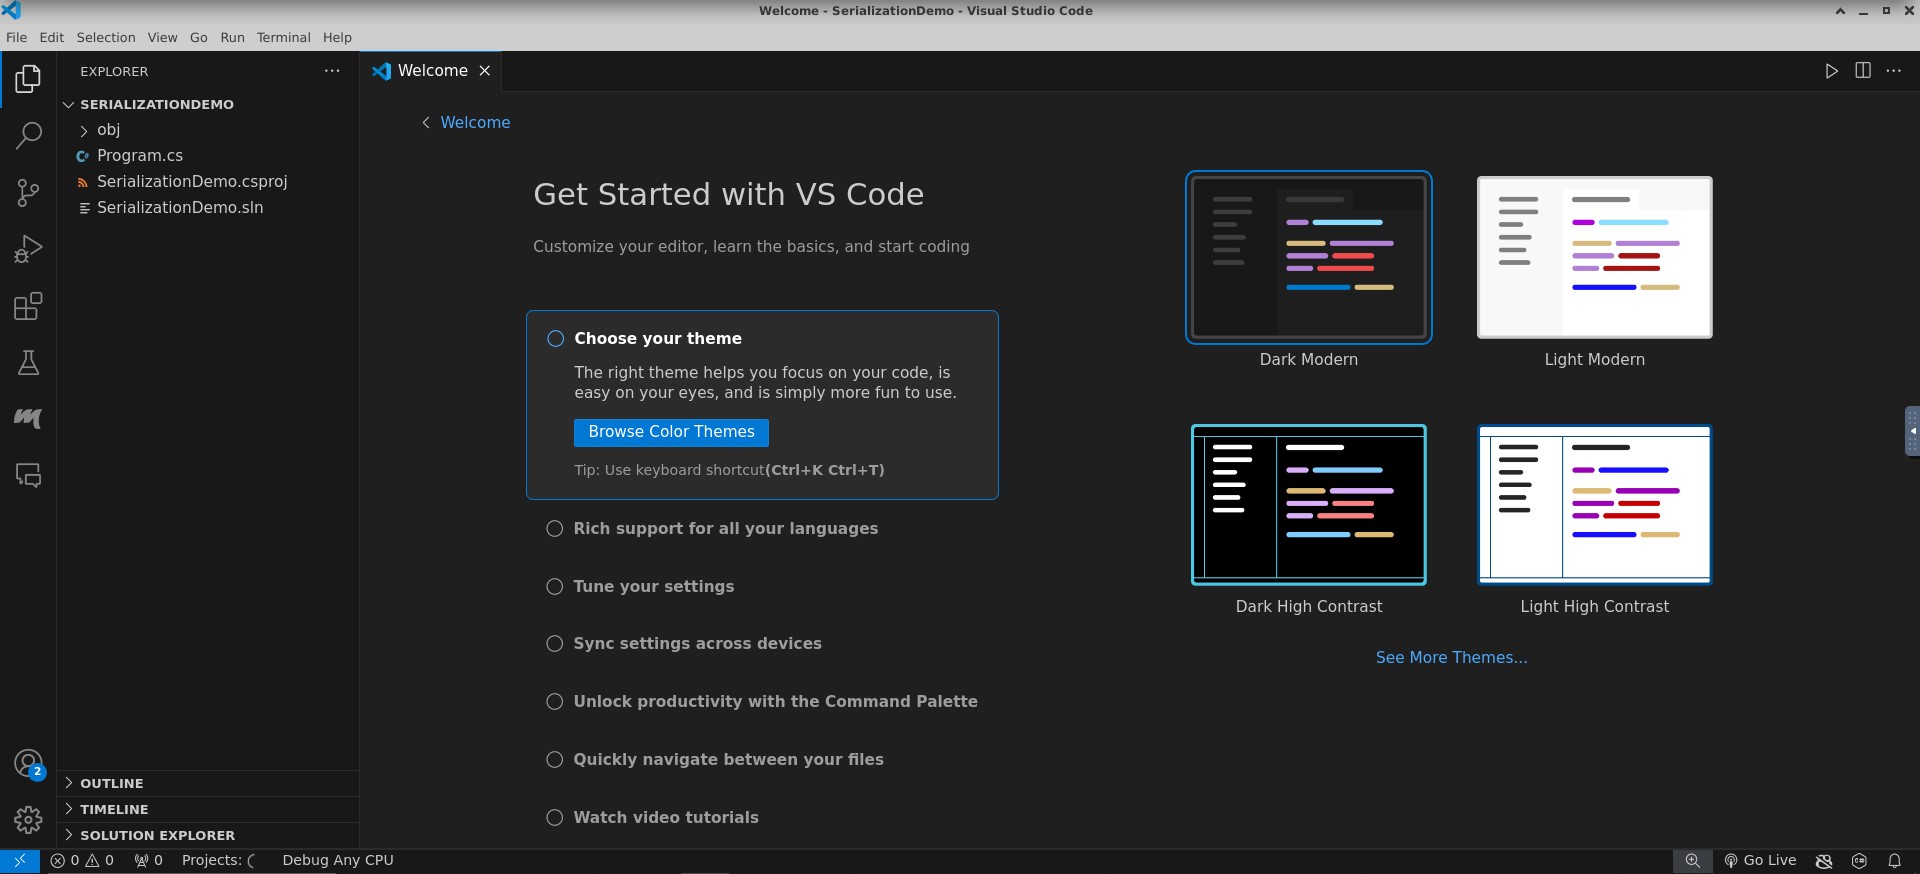 Welcome - SerializationDemo - Visual Studio Code
File Edit Selection View Go Run Terminal Help
EXPLORER
Welcome
SERIALIZATIONDEMO
obj
Program.cs
SerializationDemo.csproj
SerializationDemo.sln
OUTLINE
TIMELINE
SOLUTION EXPLORER
Welcome
Get Started with VS Code
Customize your editor, learn the basics, and start coding
Choose your theme
The right theme helps you focus on your code, is
easy on your eyes, and is simply more fun to use.
Browse Color Themes
Tip: Use keyboard shortcut(Ctrl+K Ctrl+T)
Rich support for all your languages
Tune your settings
Sync settings across devices
Unlock productivity with the Command Palette
Quickly navigate between your files
Watch video tutorials
Dark Modern
Light Modern
Dark High Contrast
Light High Contrast
See More Themes...
2
0 0 0 Projects: Debug Any CPU
Go Live